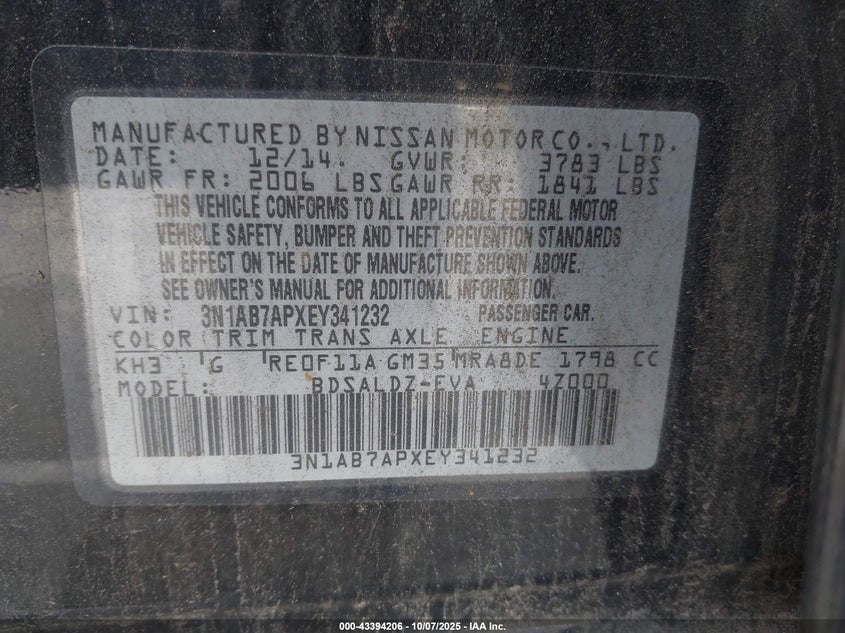 MANUFACTURED BY NISSAN MOTOR CO., LTD.
DATE: 12/14. GVWR: 3783 LBS
GAWR FR: 2006 LBS GAWR RR: 1841 LBS
THIS VEHICLE CONFORMS TO ALL APPLICABLE FEDERAL MOTOR
VEHICLE SAFETY, BUMPER AND THEFT PREVENTION STANDARDS
IN EFFECT ON THE DATE OF MANUFACTURE SHOWN ABOVE.
SEE OWNER'S MANUAL FOR ADDITIONAL INFORMATION.
VIN: 3N1AB7APXEY341232 PASSENGER CAR.
COLOR TRIM TRANS AXLE ENGINE
KH3 G RE0F11A GM35 MRA8DE 1798 CC
MODEL: BDSALDZ-EVA 4Z000
3N1AB7APXEY341232
000-43394206 - 10/07/2025 - IAA Inc.